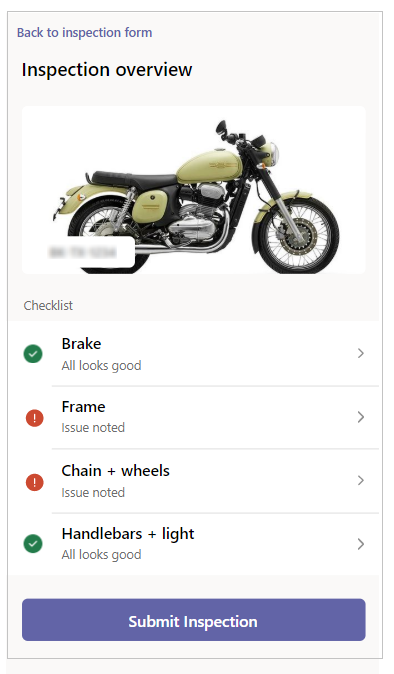 Back to inspection form
Inspection overview
Checklist
Brake
All looks good
Frame
Issue noted
Chain + wheels
Issue noted
Handlebars + light
All looks good
Submit Inspection